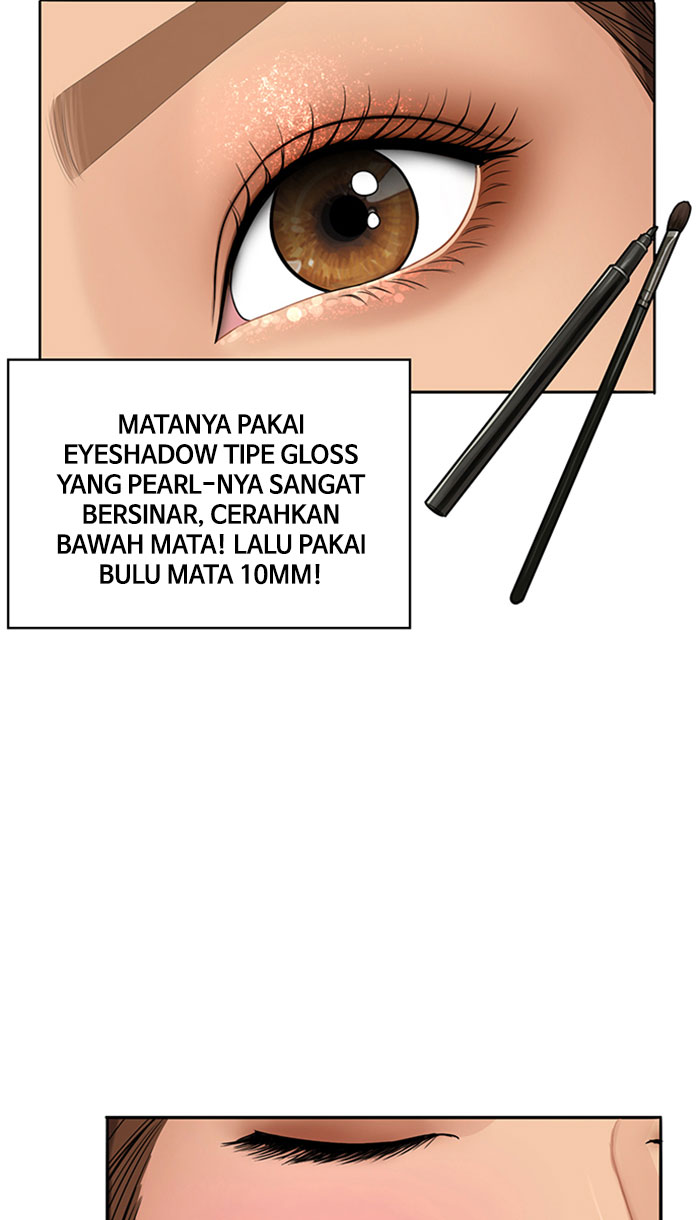 MATANYA PAKAI
EYESHADOW TIPE GLOSS
YANG PEARL-NYA SANGAT
BERSINAR, CERAHKAN
BAWAH MATA! LALU PAKAI
BULU MATA 10MM!